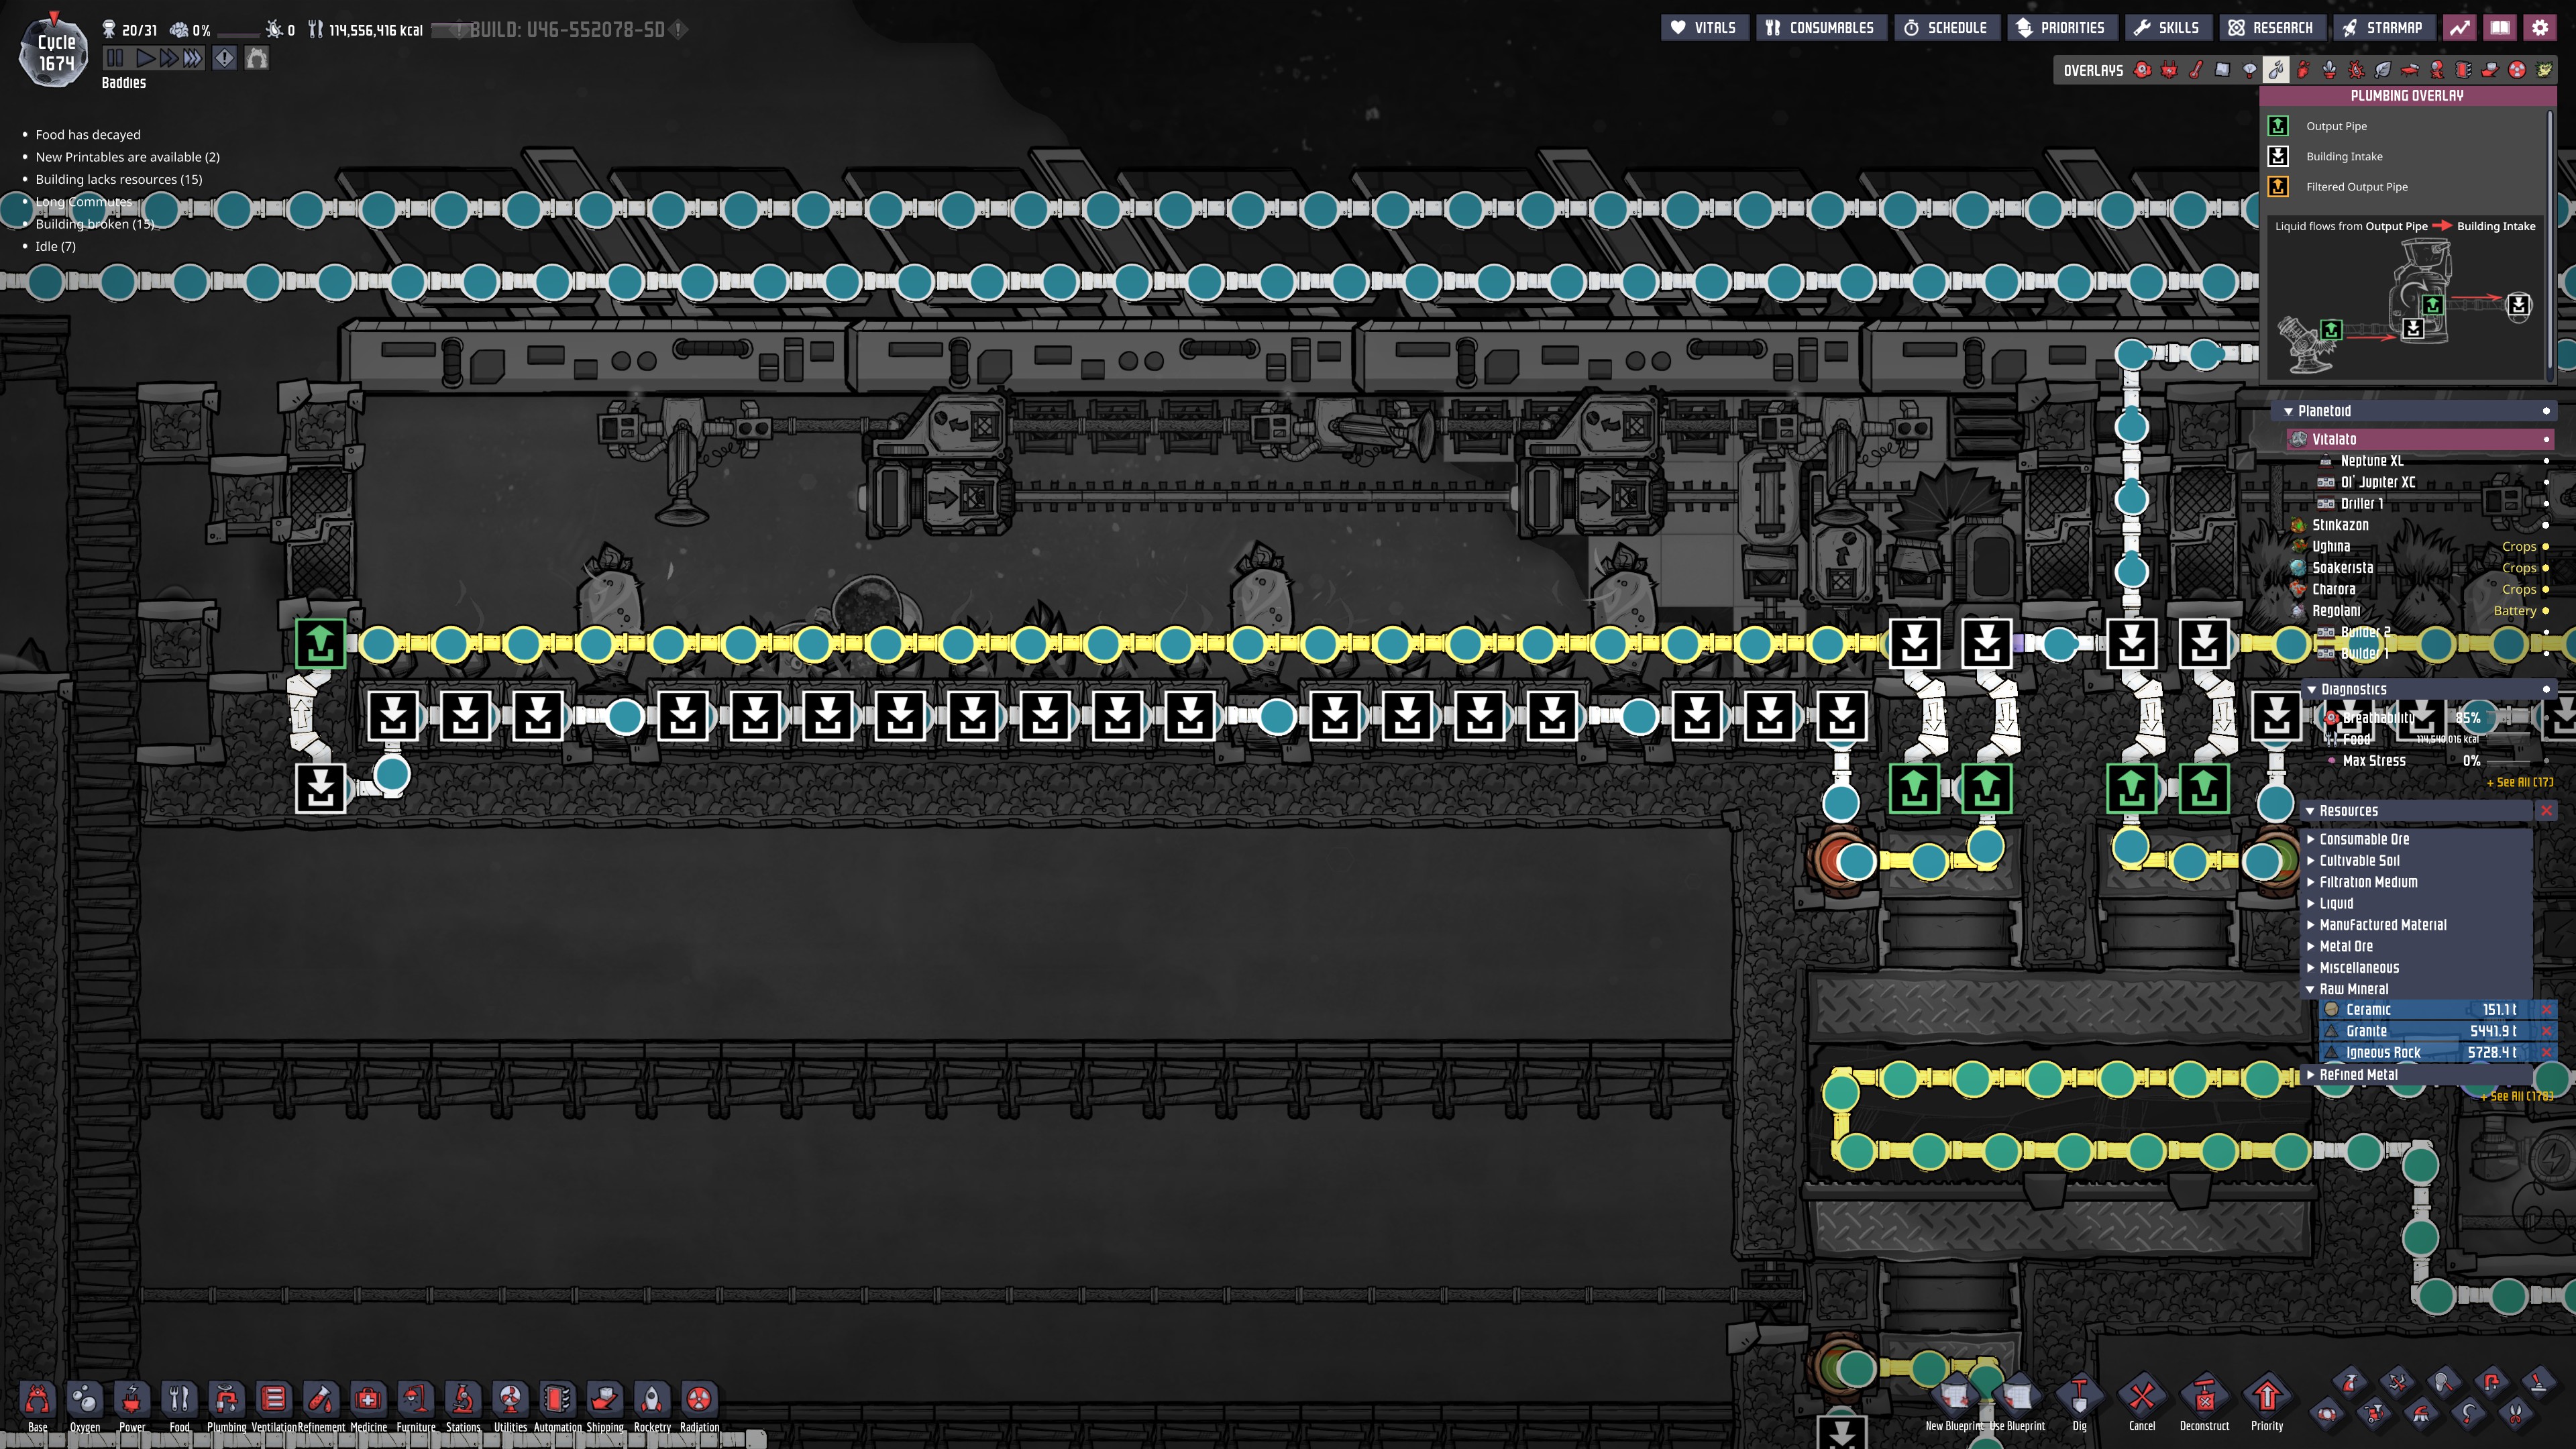 Cycle
1674
20/31
0%
0
114,556,416 kcal
BUILD: U46-552078-SD
Baddies
VITALS
CONSUMABLES
SCHEDULE
PRIORITIES
SKILLS
RESEARCH
STARMAP
OVERLAYS
PLUMBING OVERLAY
Output Pipe
Building Intake
Filtered Output Pipe
Liquid flows from Output Pipe Building Intake
• Food has decayed
• New Printables are available (2)
• Building lacks resources (15)
• Long Commutes
• Building broken (15)
• Idle (7)
Planetoid
Vitalato
Neptune XL
Ol' Jupiter XC
Driller 1
Stinkazon
Ughina Crops
Soakerista Crops
Charora Crops
Regolani Battery
Builder 2
Builder 1
Diagnostics
Breathability 85%
Food 114,540,016 kcal
Max Stress 0%
+ See All (17)
Resources
Consumable Ore
Cultivable Soil
Filtration Medium
Liquid
Manufactured Material
Metal Ore
Miscellaneous
Raw Mineral
Ceramic 151.1 t
Granite 5441.9 t
Igneous Rock 5728.4 t
Refined Metal
+ See All (178)
Base
Oxygen
Power
Food
Plumbing
Ventilation
Refinement
Medicine
Furniture
Stations
Utilities
Automation
Shipping
Rocketry
Radiation
New Blueprint
Use Blueprint
Dig
Cancel
Deconstruct
Priority